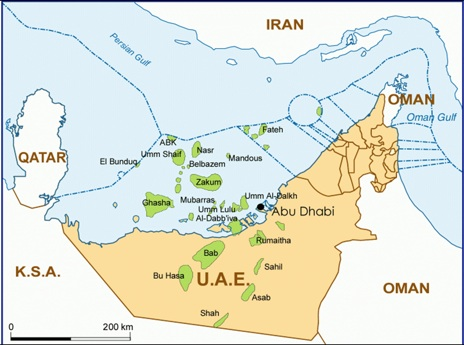 IRAN
Persian Gulf
OMAN
Oman Gulf
Fateh
ABK
Nasr
QATAR
El Bunduq
Umm Shaif
Mandous
Belbazem
Zakum
Ghasha
Mubarras
Umm Al-Dalkh
Umm Lulu
Abu Dhabi
Al-Dabb'iva
Rumaitha
Bab
K.S.A.
Bu Hasa
Sahil
U.A.E.
OMAN
Asab
Shah
0
200 km